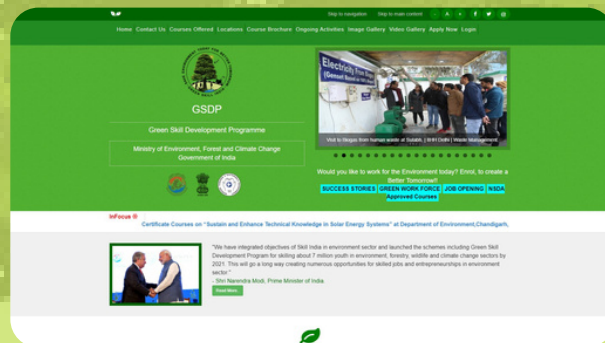 Skip to navigation Skip to main content - A +
Home Contact Us Courses Offered Locations Course Brochure Ongoing Activities Image Gallery Video Gallery Apply Now Login
Electricity from Biogas
(Genset Based on 100% Biogas)
GSDP
Green Skill Development Programme
Ministry of Environment, Forest and Climate Change
Government of India
Visit to Biogas from human waste at Sulabh. | IIHH Delhi | Waste Management.
Would you like to work for the Environment today? Enrol, to create a
Better Tomorrow!!
SUCCESS STORIES GREEN WORK FORCE JOB OPENING NSDA
Approved Courses
InFocus
Certificate Courses on "Sustain and Enhance Technical Knowledge in Solar Energy Systems" at Department of Environment,Chandigarh,
"We have integrated objectives of Skill India in environment sector and launched the schemes including Green Skill
Development Program for skilling about 7 million youth in environment, forestry, wildlife and climate change sectors by
2021. This will go a long way creating numerous opportunities for skilled jobs and entrepreneurships in environment
sector."
- Shri Narendra Modi, Prime Minister of India.
Read More